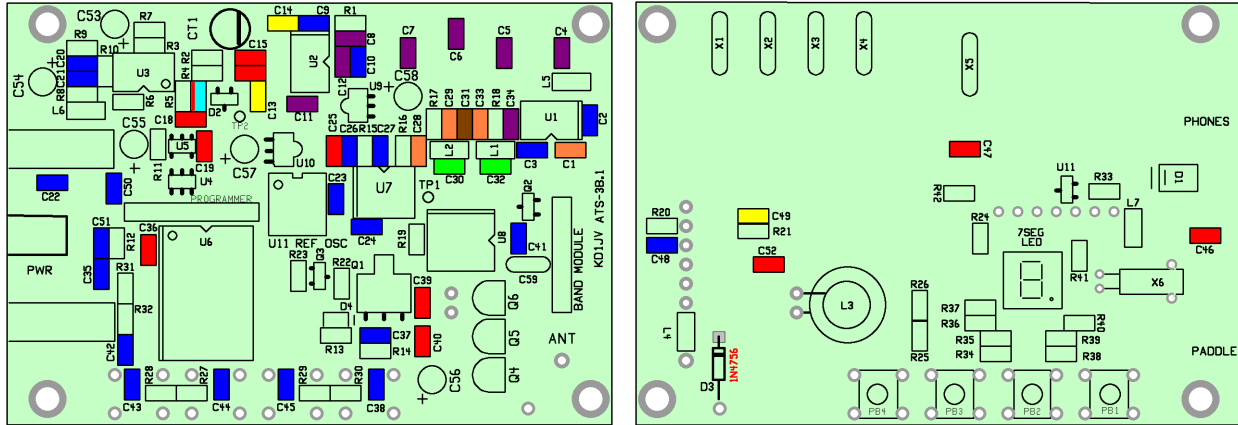 C53
R7
R3
CT1
C14
C9
R1
C8
C10
C12
U2
C7
C6
C5
C4
L5
R9
C20
C21
R10
R8
L6
C54
U3
R6
R2
R4
R5
C15
C13
D2
C18
TP2
C11
U9
C58
R17
C29
C31
C33
R18
C34
U1
C2
C55
R11
U5
C19
U4
C57
U10
C25
C26
R15
C27
R16
C28
L2
L1
C3
C1
C30
C32
C22
C50
PROGRAMMER
C23
U7
TP1
Q2
C51
R12
C36
U6
U11 REF OSC
C24
R19
U8
C41
C59
BAND MODULE
KD1JV ATS-3B.1
PWR
C35
R31
R32
C42
R23
Q3
R22
Q1
D4
R13
C37
R14
C39
C40
Q6
Q5
Q4
ANT
C56
C43
R28
R27
C44
C45
R29
R30
C38
X1
X2
X3
X4
X5
PHONES
C47
R42
U11
R33
D1
R20
C48
C49
R21
C52
R24
7SEG
LED
L7
R41
C46
X6
L3
L4
R26
R25
R37
R36
R35
R34
R40
R39
R38
PADDLE
D3
1N4756
PB4
PB3
PB2
PB1